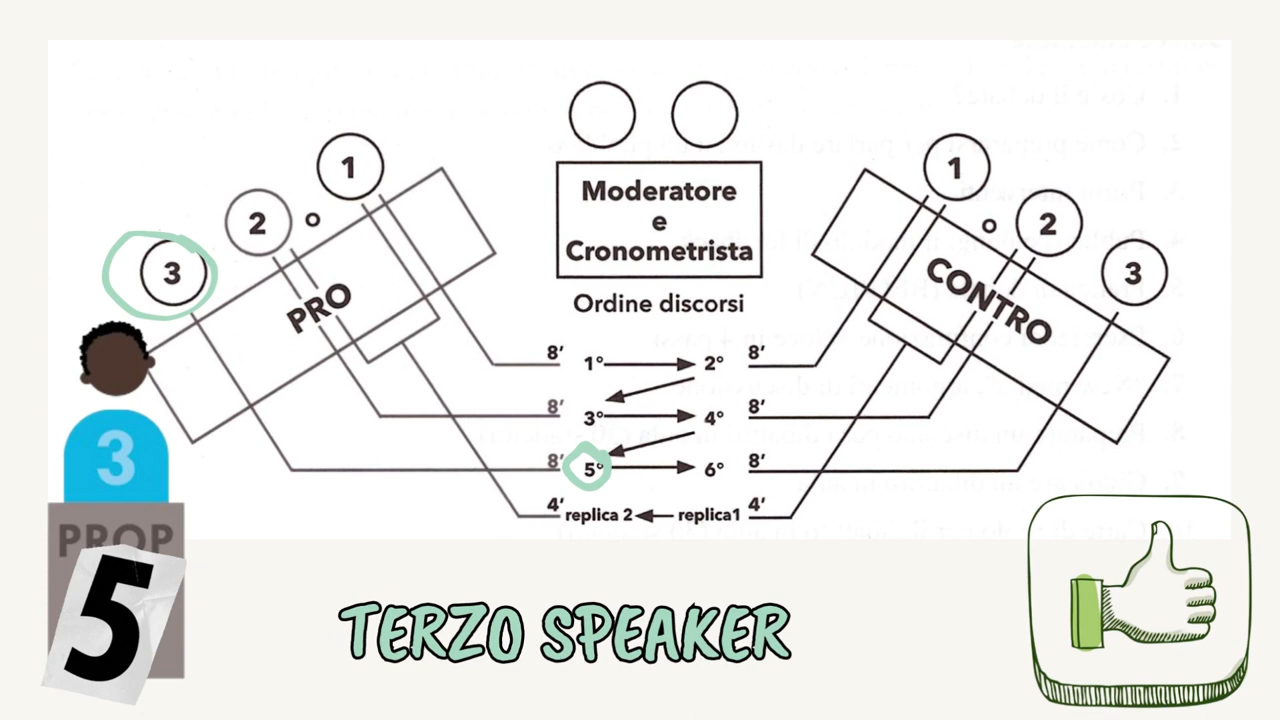 1
1
2
o
o
2
3
3
Moderatore
e
Cronometrista
PRO
CONTRO
Ordine discorsi
8’ 1° 2° 8’
8’ 3° 4° 8’
8’ 5° 6° 8’
4’ replica 2 replica1 4’
3
PROP
5
TERZO SPEAKER